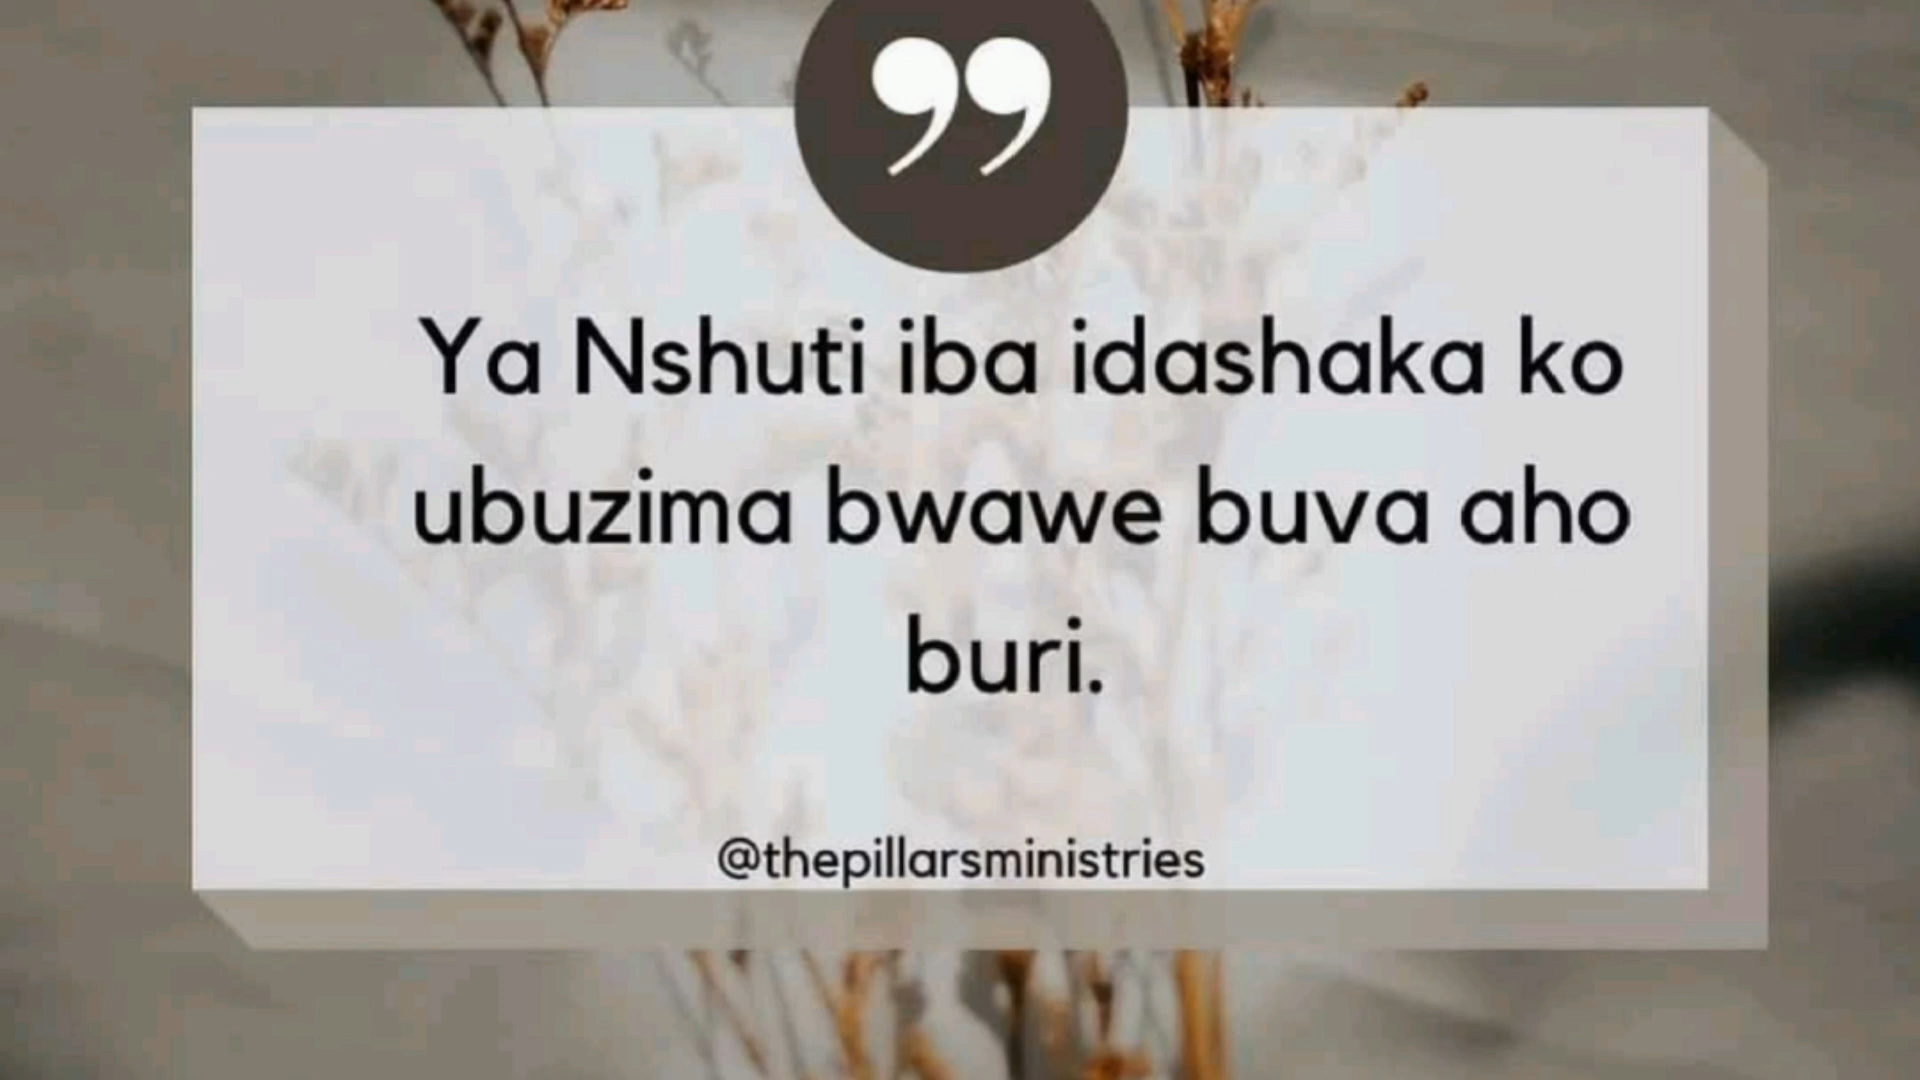 ”
Ya Nshuti iba idashaka ko
ubuzima bwawe buva aho
buri.
@thepillarsministries